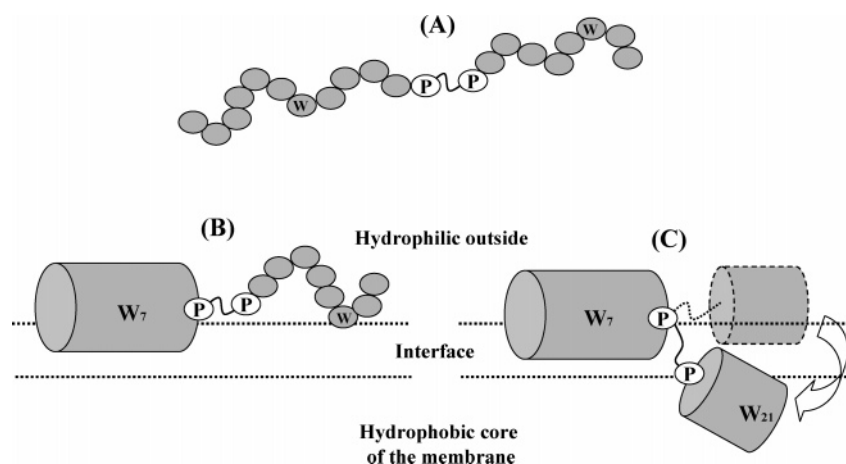 (A)
W
P P
W
(B)
Hydrophilic outside
(C)
W7
P P
W
W7
P
Interface
P
W21
Hydrophobic core
of the membrane